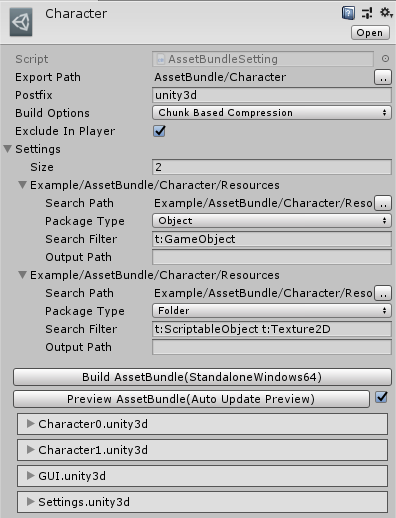 Character
Open
Script AssetBundleSetting
Export Path AssetBundle/Character ..
Postfix unity3d
Build Options Chunk Based Compression
Exclude In Player
Settings
Size 2
Example/AssetBundle/Character/Resources
Search Path Example/AssetBundle/Character/Reso ..
Package Type Object
Search Filter t:GameObject
Output Path
Example/AssetBundle/Character/Resources
Search Path Example/AssetBundle/Character/Reso ..
Package Type Folder
Search Filter t:ScriptableObject t:Texture2D
Output Path
Build AssetBundle(StandaloneWindows64)
Preview AssetBundle(Auto Update Preview)
Character0.unity3d
Character1.unity3d
GUI.unity3d
Settings.unity3d